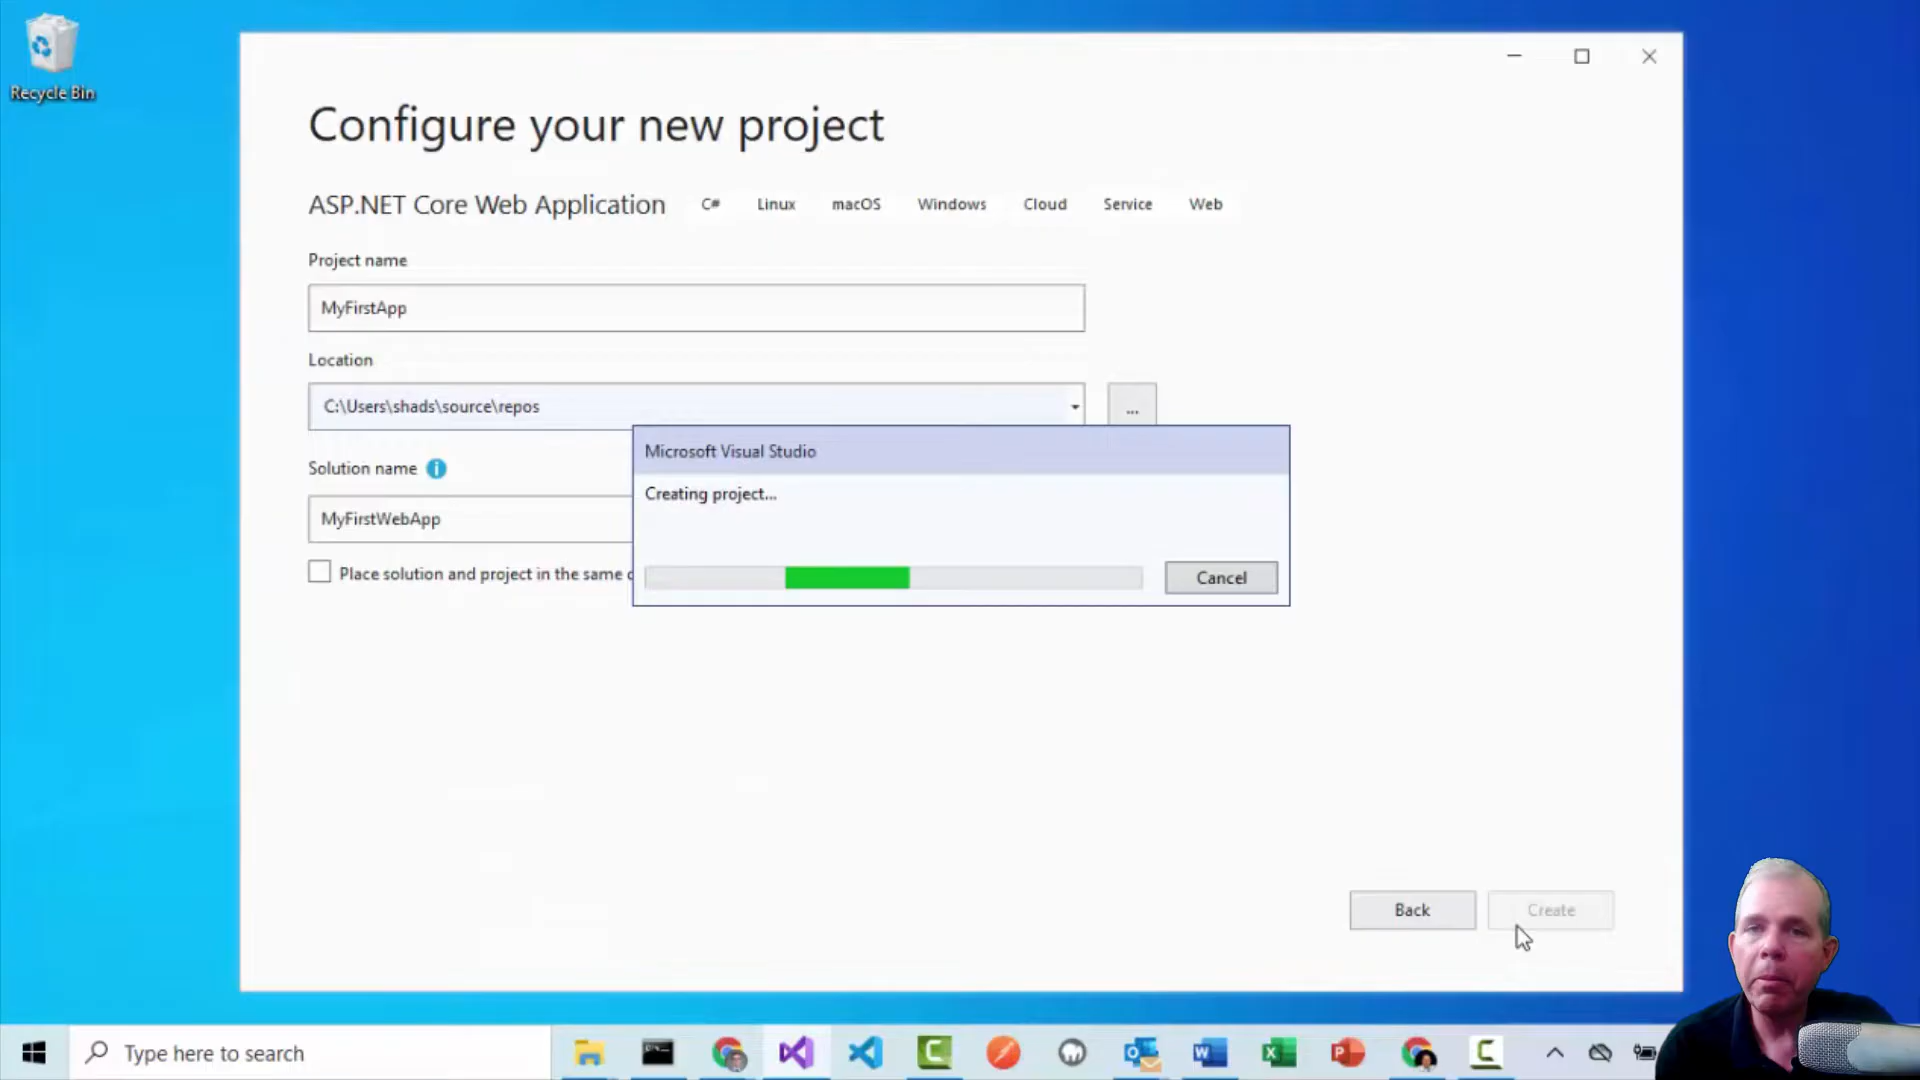 Recycle Bin
Configure your new project
ASP.NET Core Web Application C# Linux macOS Windows Cloud Service Web
Project name
MyFirstApp
Location
C:\Users\shads\source\repos
...
Microsoft Visual Studio
Solution name
Creating project...
MyFirstWebApp
Place solution and project in the same
Cancel
Back
Create
Type here to search